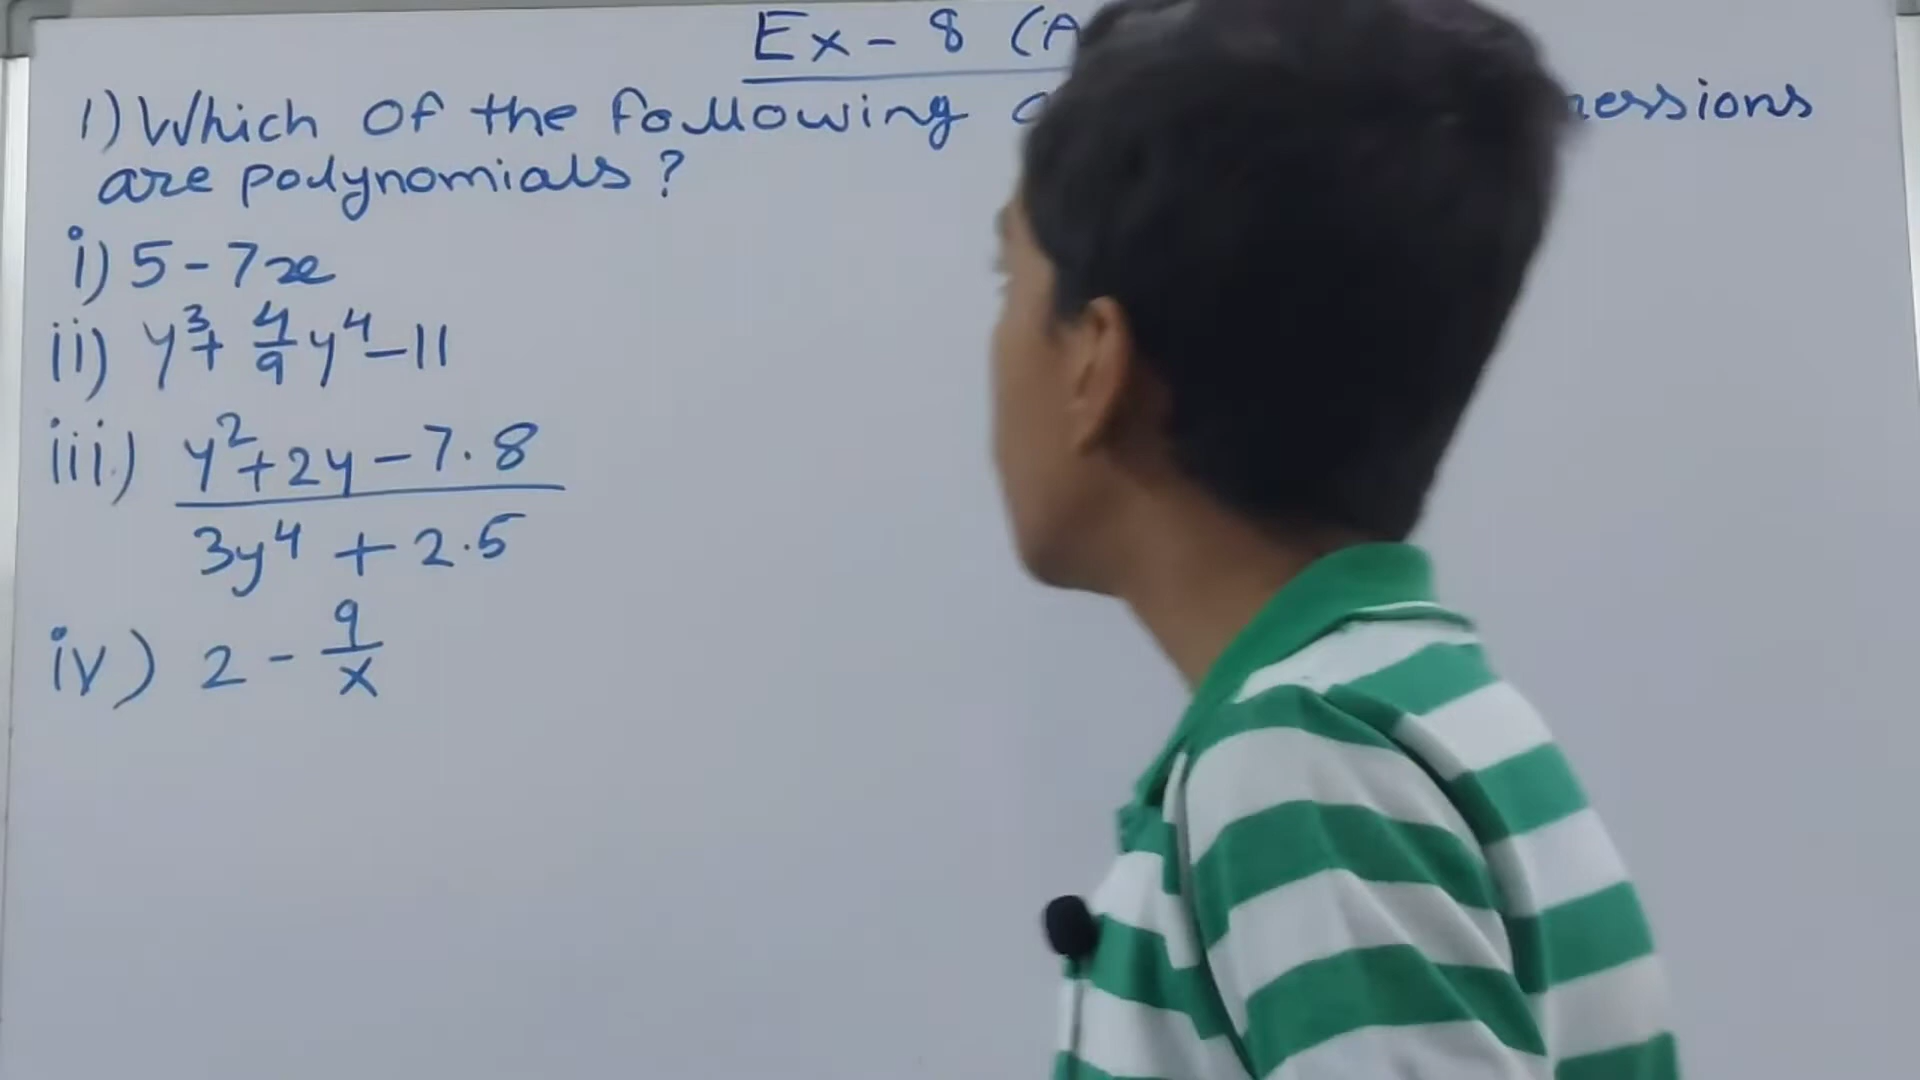 Ex - 8 (A
1) Which of the following essions
are polynomials ?
i) 5 - 7x
ii) y³ + 4/9 y⁴ - 11
iii) y² + 2y - 7.8
3y⁴ + 2.5
iv) 2 - 9/x